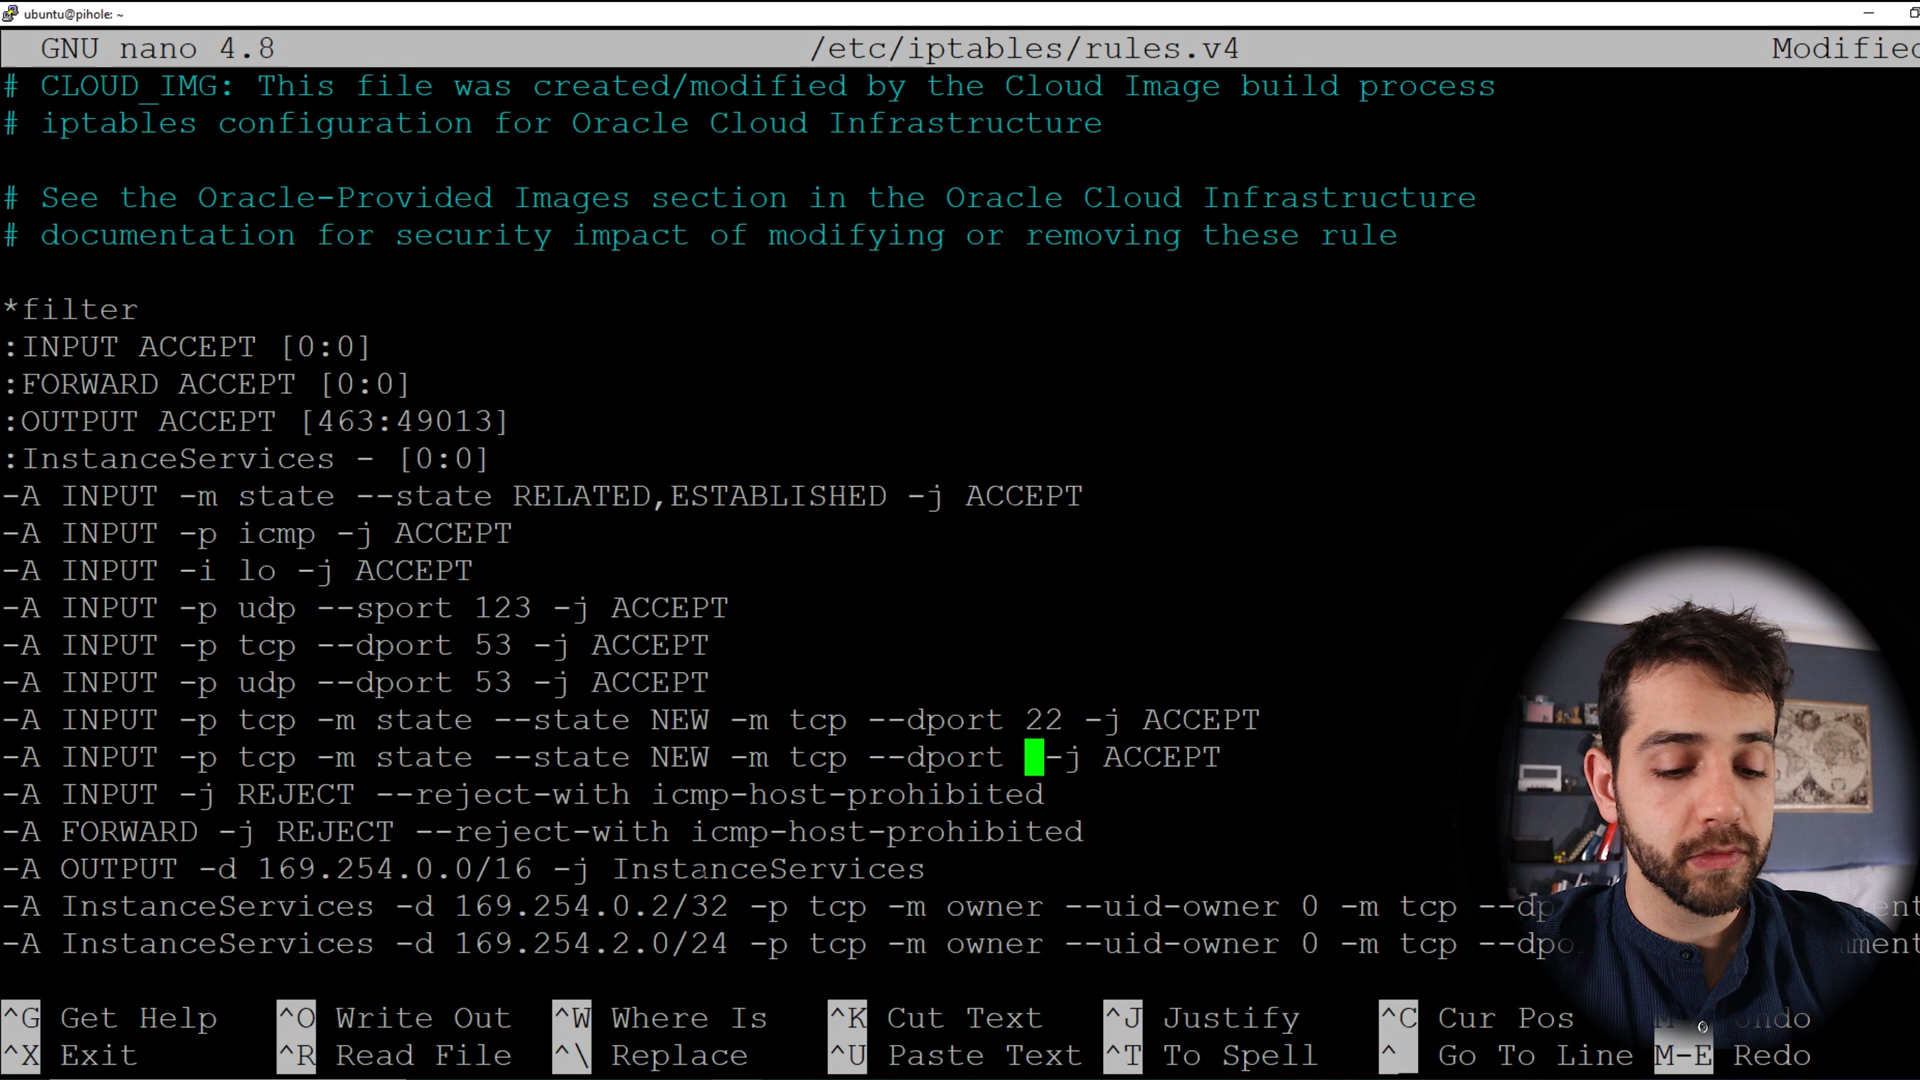 ubuntu@pihole: ~
GNU nano 4.8 /etc/iptables/rules.v4 Modified
# CLOUD_IMG: This file was created/modified by the Cloud Image build process
# iptables configuration for Oracle Cloud Infrastructure
# See the Oracle-Provided Images section in the Oracle Cloud Infrastructure
# documentation for security impact of modifying or removing these rule
*filter
:INPUT ACCEPT [0:0]
:FORWARD ACCEPT [0:0]
:OUTPUT ACCEPT [463:49013]
:InstanceServices - [0:0]
-A INPUT -m state --state RELATED,ESTABLISHED -j ACCEPT
-A INPUT -p icmp -j ACCEPT
-A INPUT -i lo -j ACCEPT
-A INPUT -p udp --sport 123 -j ACCEPT
-A INPUT -p tcp --dport 53 -j ACCEPT
-A INPUT -p udp --dport 53 -j ACCEPT
-A INPUT -p tcp -m state --state NEW -m tcp --dport 22 -j ACCEPT
-A INPUT -p tcp -m state --state NEW -m tcp --dport -j ACCEPT
-A INPUT -j REJECT --reject-with icmp-host-prohibited
-A FORWARD -j REJECT --reject-with icmp-host-prohibited
-A OUTPUT -d 169.254.0.0/16 -j InstanceServices
-A InstanceServices -d 169.254.0.2/32 -p tcp -m owner --uid-owner 0 -m tcp --dp
-A InstanceServices -d 169.254.2.0/24 -p tcp -m owner --uid-owner 0 -m tcp --dpo
^G Get Help ^O Write Out ^W Where Is ^K Cut Text ^J Justify ^C Cur Pos
^X Exit ^R Read File ^\ Replace ^U Paste Text ^T To Spell ^_ Go To Line M-E Redo